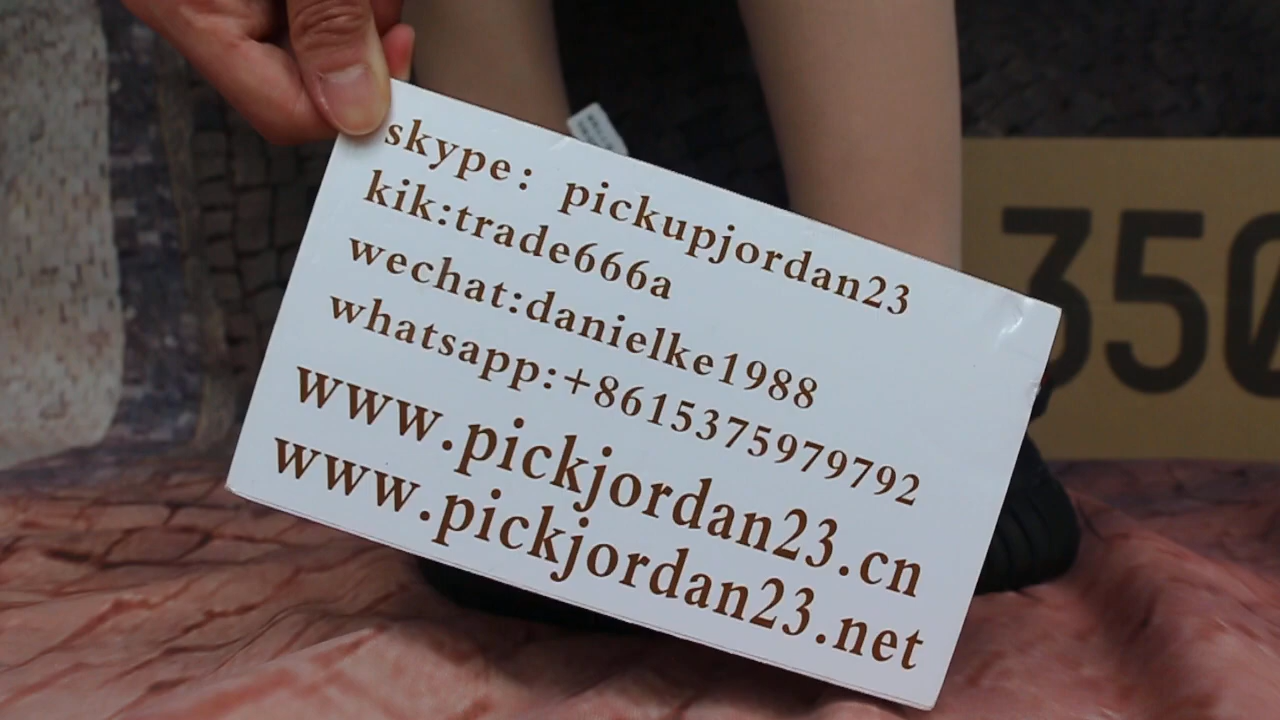 skype: pickupjordan23
kik:trade666a
wechat:danielke1988
whatsapp:+8615375979792
www.pickjordan23.cn
www.pickjordan23.net
350